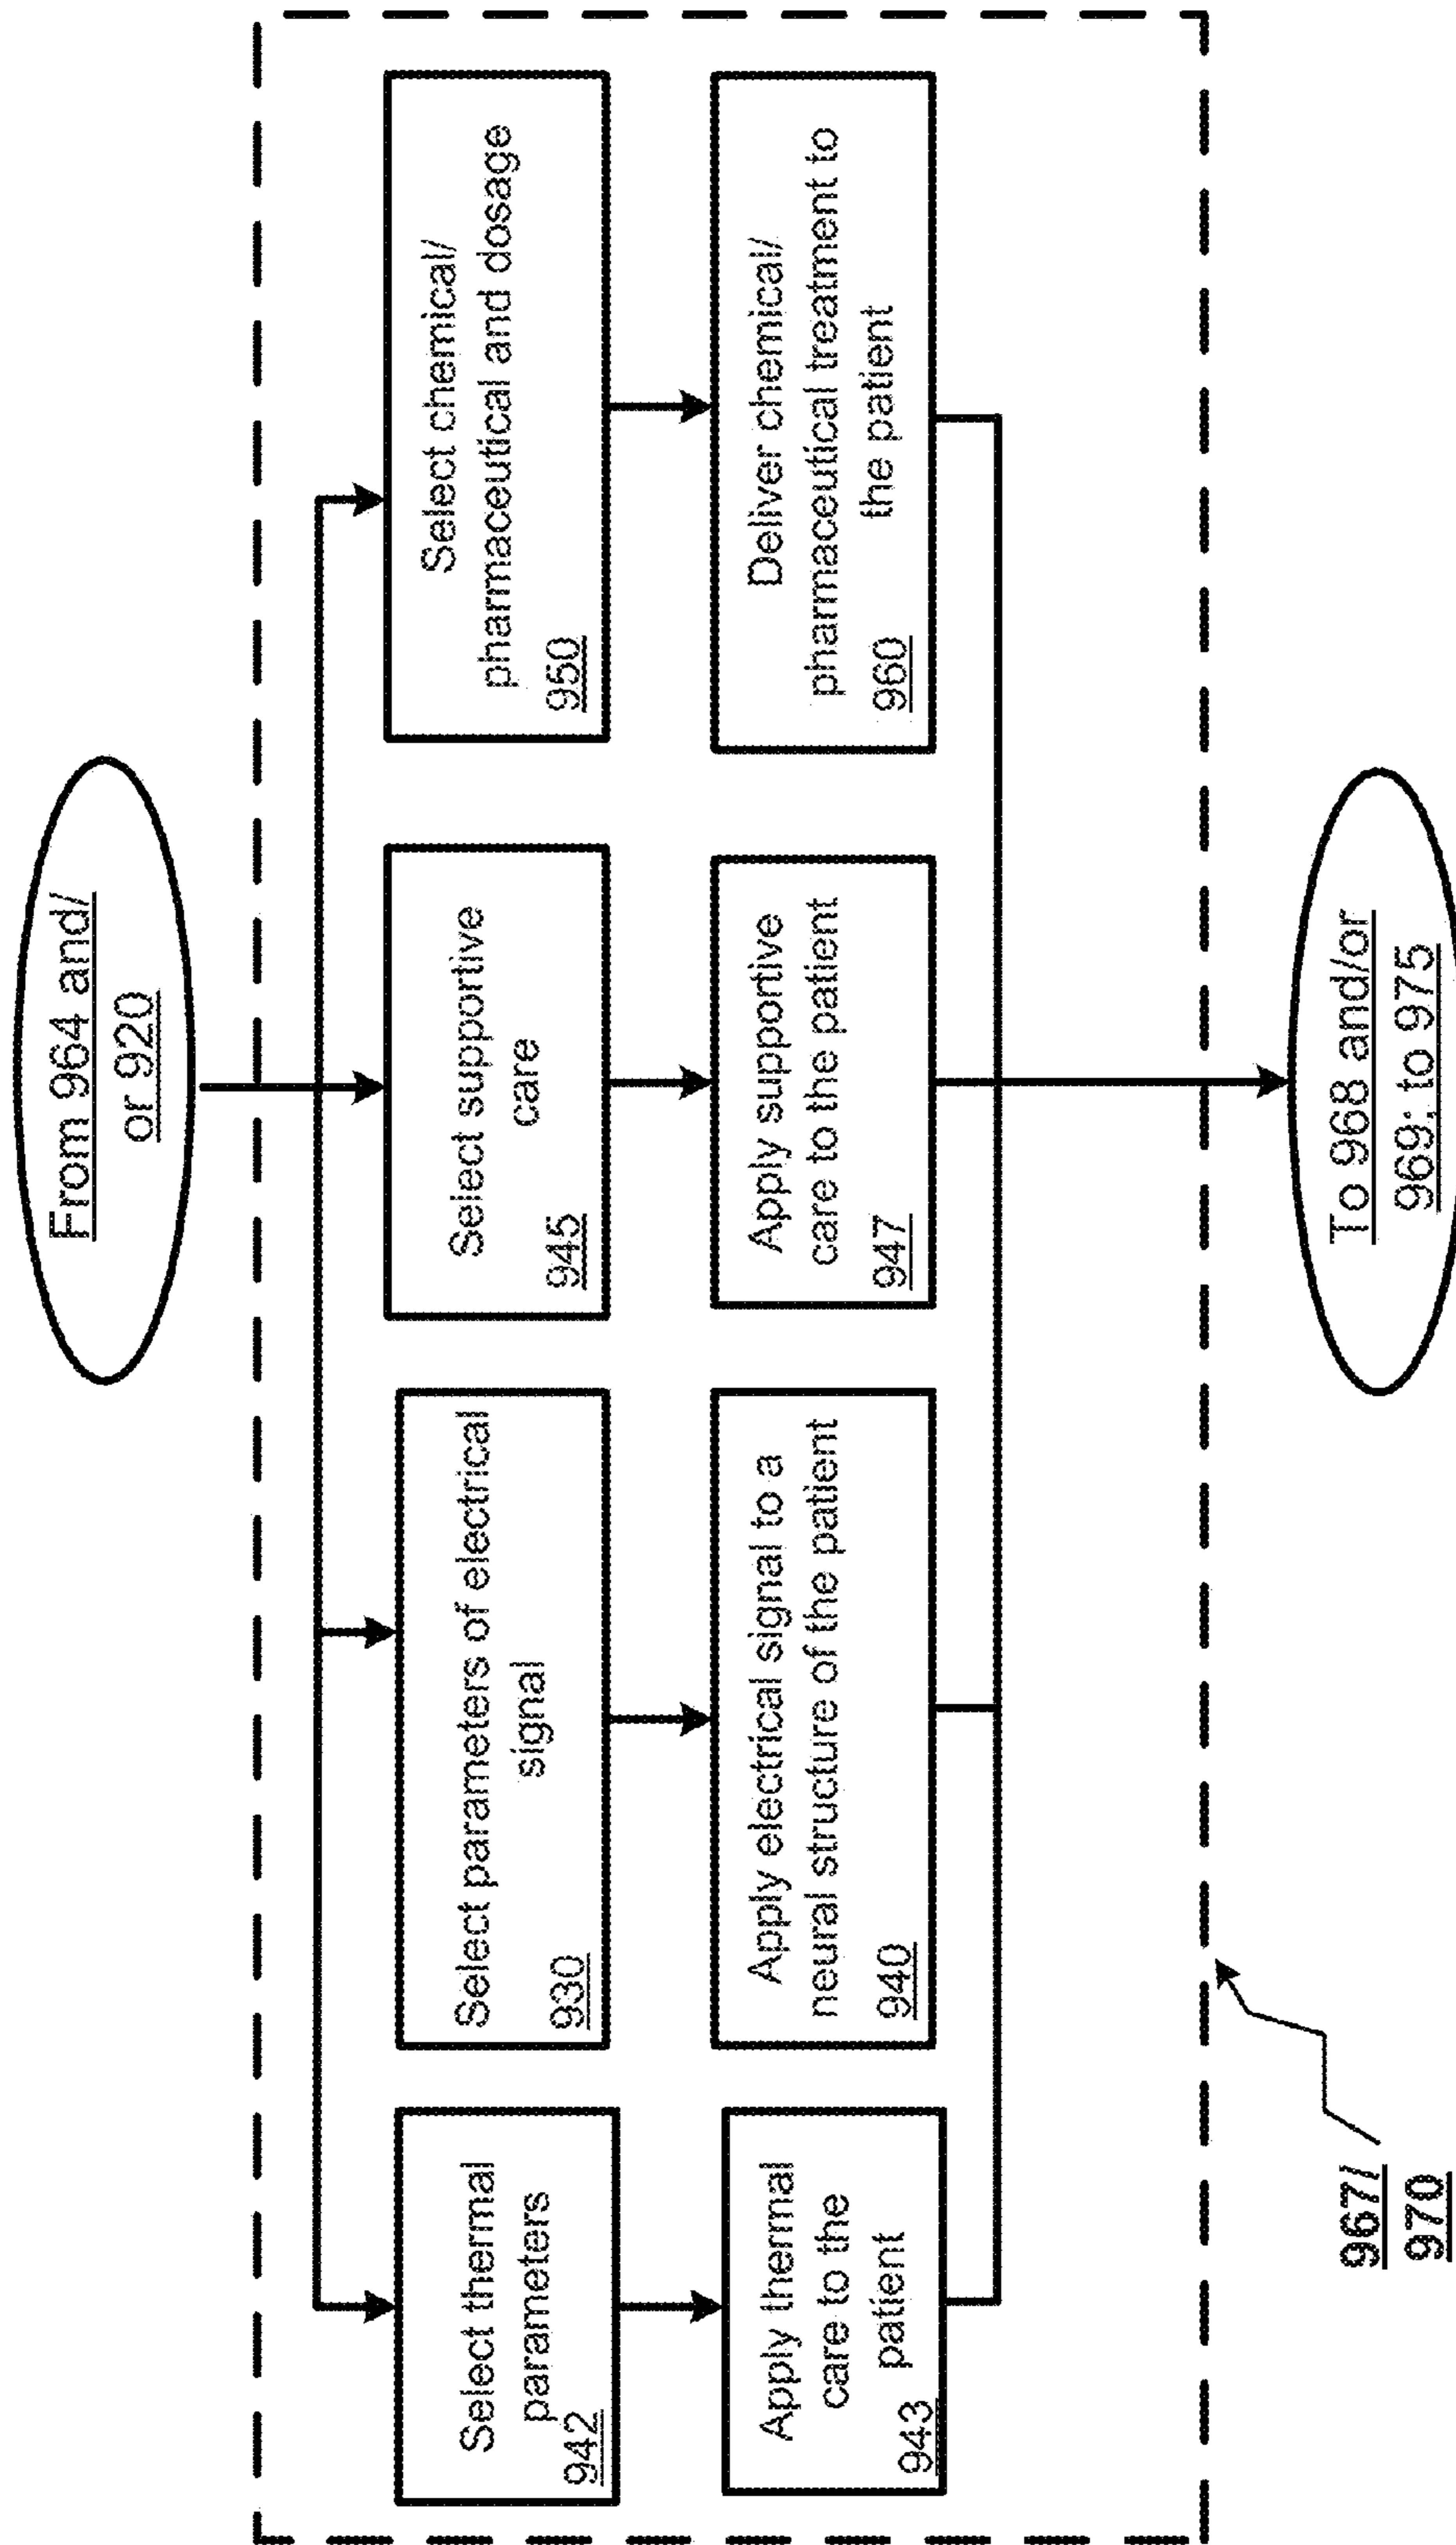 From 964 and/
or 920
Select thermal
parameters
942
Select parameters of electrical
signal
930
Select supportive
care
945
Select chemical/
pharmaceutical and dosage
950
Apply thermal
care to the
patient
943
Apply electrical signal to a
neural structure of the patient
940
Apply supportive
care to the patient
947
Deliver chemical/
pharmaceutical treatment to
the patient
960
967/
970
To 968 and/or
969; to 975